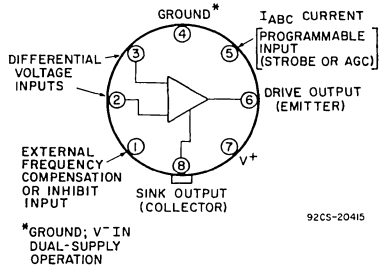 GROUND*
4
IABC CURRENT
[PROGRAMMABLE
INPUT
(STROBE OR AGC)]
3
5
DIFFERENTIAL
VOLTAGE
INPUTS
2
6
DRIVE OUTPUT
(EMITTER)
1
7
V+
EXTERNAL
FREQUENCY
COMPENSATION
OR INHIBIT
INPUT
8
SINK OUTPUT
(COLLECTOR)
92CS-20415
*GROUND; V- IN
DUAL-SUPPLY
OPERATION